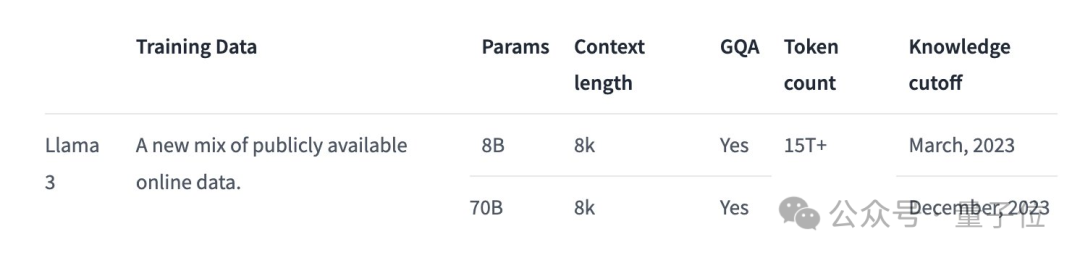 Training Data Params Context length GQA Token count Knowledge cutoff
Llama 3 A new mix of publicly available online data. 8B 8k Yes 15T+ March, 2023
70B 8k Yes December, 2023
公众号 · 量子位